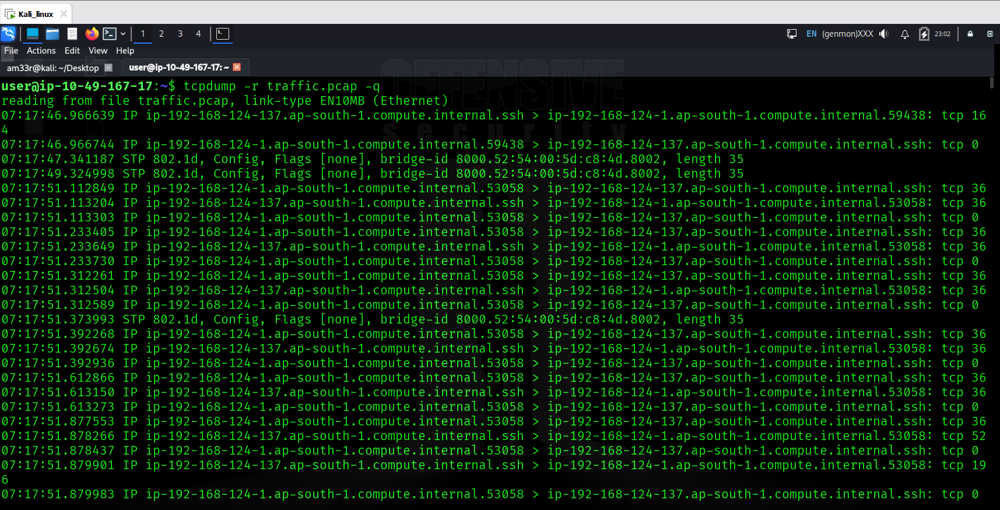 Kali_linux
1 2 3 4 EN (genmon)XXX 23:02
File Actions Edit View Help
am33r@kali: ~/Desktop user@ip-10-49-167-17: ~
OFFENSIVE
security
user@ip-10-49-167-17:~$ tcpdump -r traffic.pcap -q
reading from file traffic.pcap, link-type EN10MB (Ethernet)
07:17:46.966639 IP ip-192-168-124-137.ap-south-1.compute.internal.ssh > ip-192-168-124-1.ap-south-1.compute.internal.59438: tcp 16
4
07:17:46.966744 IP ip-192-168-124-1.ap-south-1.compute.internal.59438 > ip-192-168-124-137.ap-south-1.compute.internal.ssh: tcp 0
07:17:47.341187 STP 802.1d, Config, Flags [none], bridge-id 8000.52:54:00:5d:c8:4d.8002, length 35
07:17:49.324998 STP 802.1d, Config, Flags [none], bridge-id 8000.52:54:00:5d:c8:4d.8002, length 35
07:17:51.112849 IP ip-192-168-124-1.ap-south-1.compute.internal.53058 > ip-192-168-124-137.ap-south-1.compute.internal.ssh: tcp 36
07:17:51.113204 IP ip-192-168-124-137.ap-south-1.compute.internal.ssh > ip-192-168-124-1.ap-south-1.compute.internal.53058: tcp 36
07:17:51.113303 IP ip-192-168-124-1.ap-south-1.compute.internal.53058 > ip-192-168-124-137.ap-south-1.compute.internal.ssh: tcp 0
07:17:51.233405 IP ip-192-168-124-1.ap-south-1.compute.internal.53058 > ip-192-168-124-137.ap-south-1.compute.internal.ssh: tcp 36
07:17:51.233649 IP ip-192-168-124-137.ap-south-1.compute.internal.ssh > ip-192-168-124-1.ap-south-1.compute.internal.53058: tcp 36
07:17:51.233730 IP ip-192-168-124-1.ap-south-1.compute.internal.53058 > ip-192-168-124-137.ap-south-1.compute.internal.ssh: tcp 0
07:17:51.312261 IP ip-192-168-124-1.ap-south-1.compute.internal.53058 > ip-192-168-124-137.ap-south-1.compute.internal.ssh: tcp 36
07:17:51.312504 IP ip-192-168-124-137.ap-south-1.compute.internal.ssh > ip-192-168-124-1.ap-south-1.compute.internal.53058: tcp 36
07:17:51.312589 IP ip-192-168-124-1.ap-south-1.compute.internal.53058 > ip-192-168-124-137.ap-south-1.compute.internal.ssh: tcp 0
07:17:51.373993 STP 802.1d, Config, Flags [none], bridge-id 8000.52:54:00:5d:c8:4d.8002, length 35
07:17:51.392268 IP ip-192-168-124-1.ap-south-1.compute.internal.53058 > ip-192-168-124-137.ap-south-1.compute.internal.ssh: tcp 36
07:17:51.392674 IP ip-192-168-124-137.ap-south-1.compute.internal.ssh > ip-192-168-124-1.ap-south-1.compute.internal.53058: tcp 36
07:17:51.392936 IP ip-192-168-124-1.ap-south-1.compute.internal.53058 > ip-192-168-124-137.ap-south-1.compute.internal.ssh: tcp 0
07:17:51.612866 IP ip-192-168-124-1.ap-south-1.compute.internal.53058 > ip-192-168-124-137.ap-south-1.compute.internal.ssh: tcp 36
07:17:51.613150 IP ip-192-168-124-137.ap-south-1.compute.internal.ssh > ip-192-168-124-1.ap-south-1.compute.internal.53058: tcp 36
07:17:51.613273 IP ip-192-168-124-1.ap-south-1.compute.internal.53058 > ip-192-168-124-137.ap-south-1.compute.internal.ssh: tcp 0
07:17:51.877553 IP ip-192-168-124-1.ap-south-1.compute.internal.53058 > ip-192-168-124-137.ap-south-1.compute.internal.ssh: tcp 36
07:17:51.878266 IP ip-192-168-124-137.ap-south-1.compute.internal.ssh > ip-192-168-124-1.ap-south-1.compute.internal.53058: tcp 52
07:17:51.878437 IP ip-192-168-124-1.ap-south-1.compute.internal.53058 > ip-192-168-124-137.ap-south-1.compute.internal.ssh: tcp 0
07:17:51.879901 IP ip-192-168-124-137.ap-south-1.compute.internal.ssh > ip-192-168-124-1.ap-south-1.compute.internal.53058: tcp 19
6
07:17:51.879983 IP ip-192-168-124-1.ap-south-1.compute.internal.53058 > ip-192-168-124-137.ap-south-1.compute.internal.ssh: tcp 0